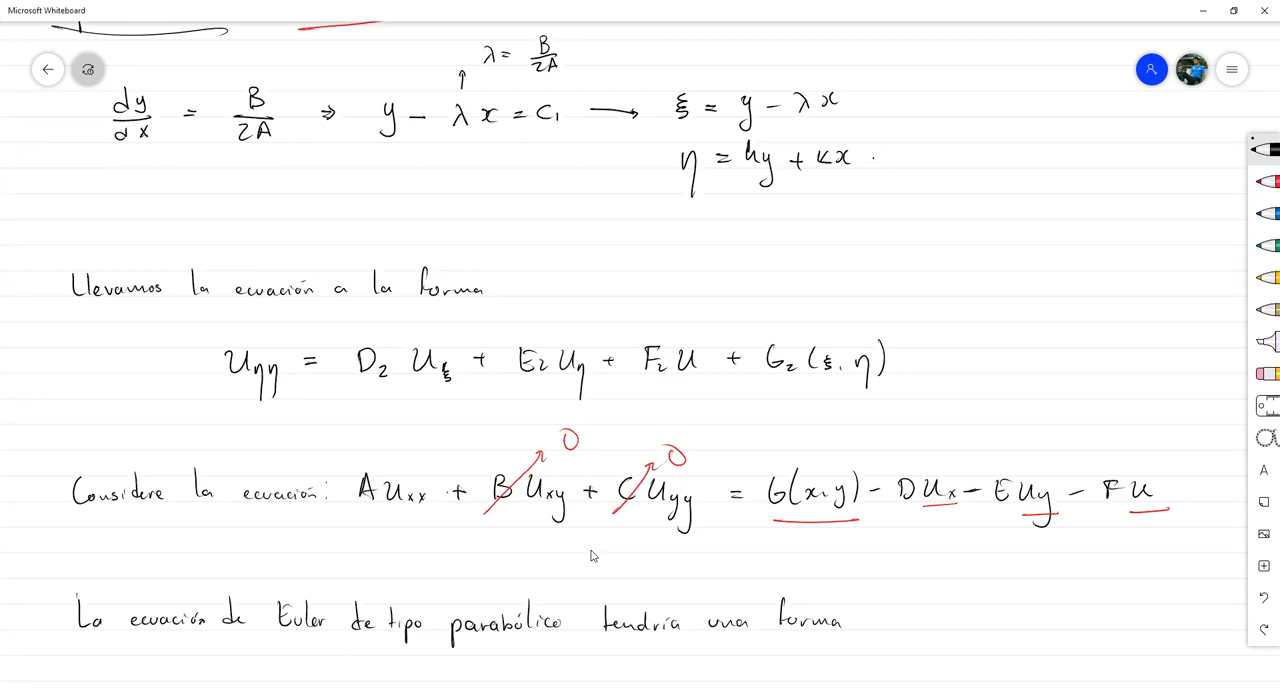 Microsoft Whiteboard
λ = B/2A
dy/dx = B/2A ⇒ y - λ x = C₁ → ξ = y - λ x
η = hy + kx .
Llevamos la ecuación a la forma
Uηη = D₂ Uξ + E₂ Uη + F₂ U + G₂ (ξ, η)
0 0
Considere la ecuación: A Uxx + B Uxy + C Uyy = G(x,y) - D Ux - E Uy - F U
La ecuación de Euler de tipo parabólico tendría una forma
A